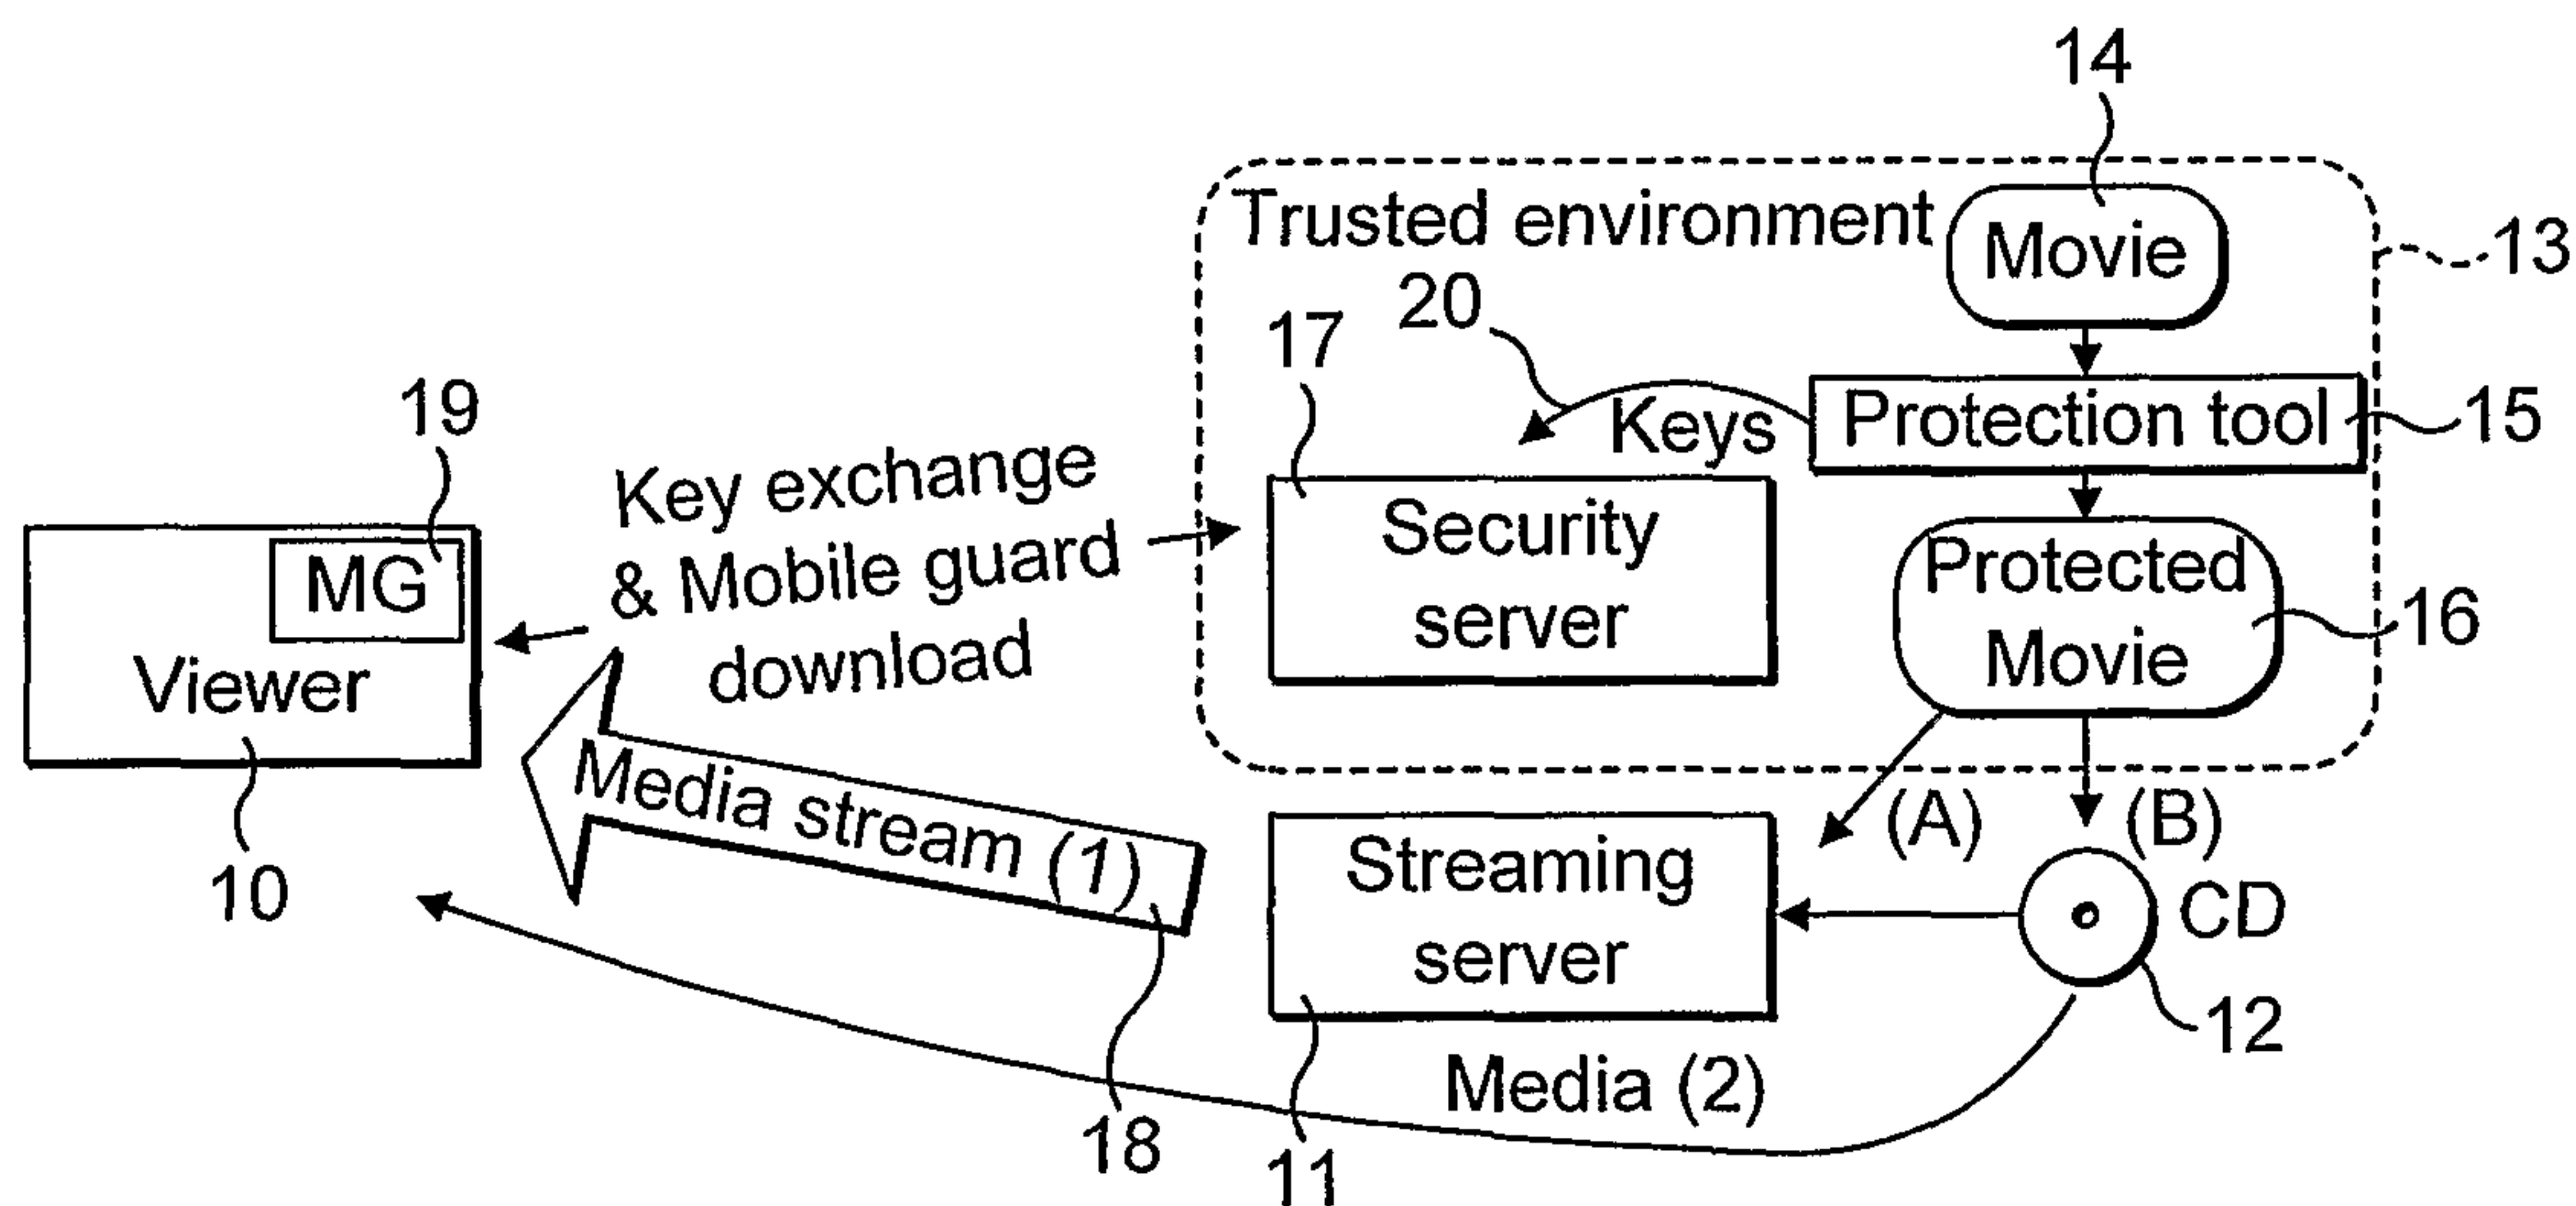 14
Trusted environment
Movie
13
20
17
Keys
Protection tool
15
19
Key exchange
& Mobile guard
download
MG
Viewer
10
Security
server
Protected
Movie
16
Media stream (1)
18
(A)
(B)
Streaming
server
11
CD
12
Media (2)